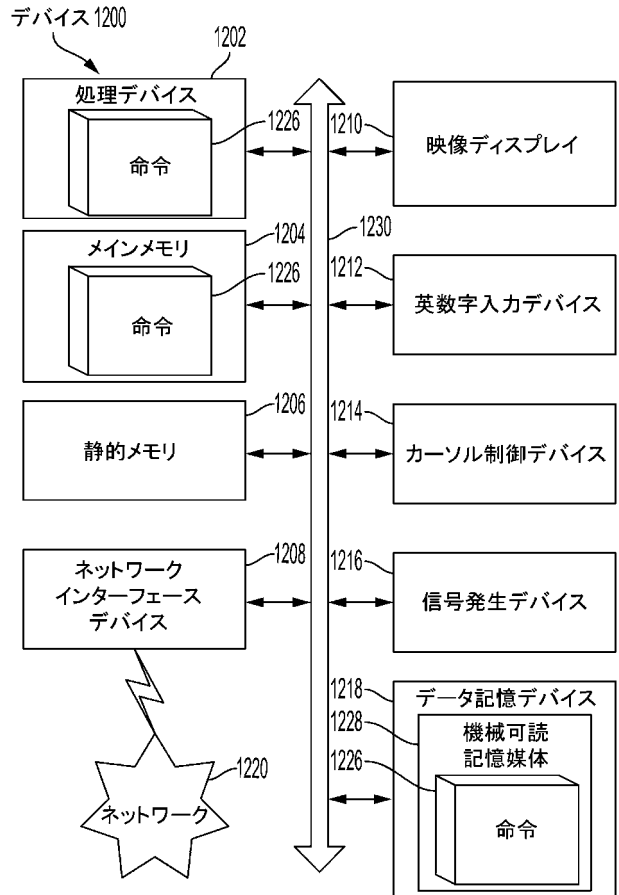 デバイス 1200
1202
処理デバイス
1226
命令
1210
映像ディスプレイ
メインメモリ
1204
1226
命令
1230
1212
英数字入力デバイス
1206
静的メモリ
1214
カーソル制御デバイス
ネットワーク
インターフェース
デバイス
1208
1216
信号発生デバイス
1220
ネットワーク
1218
データ記憶デバイス
1228
機械可読
記憶媒体
1226
命令